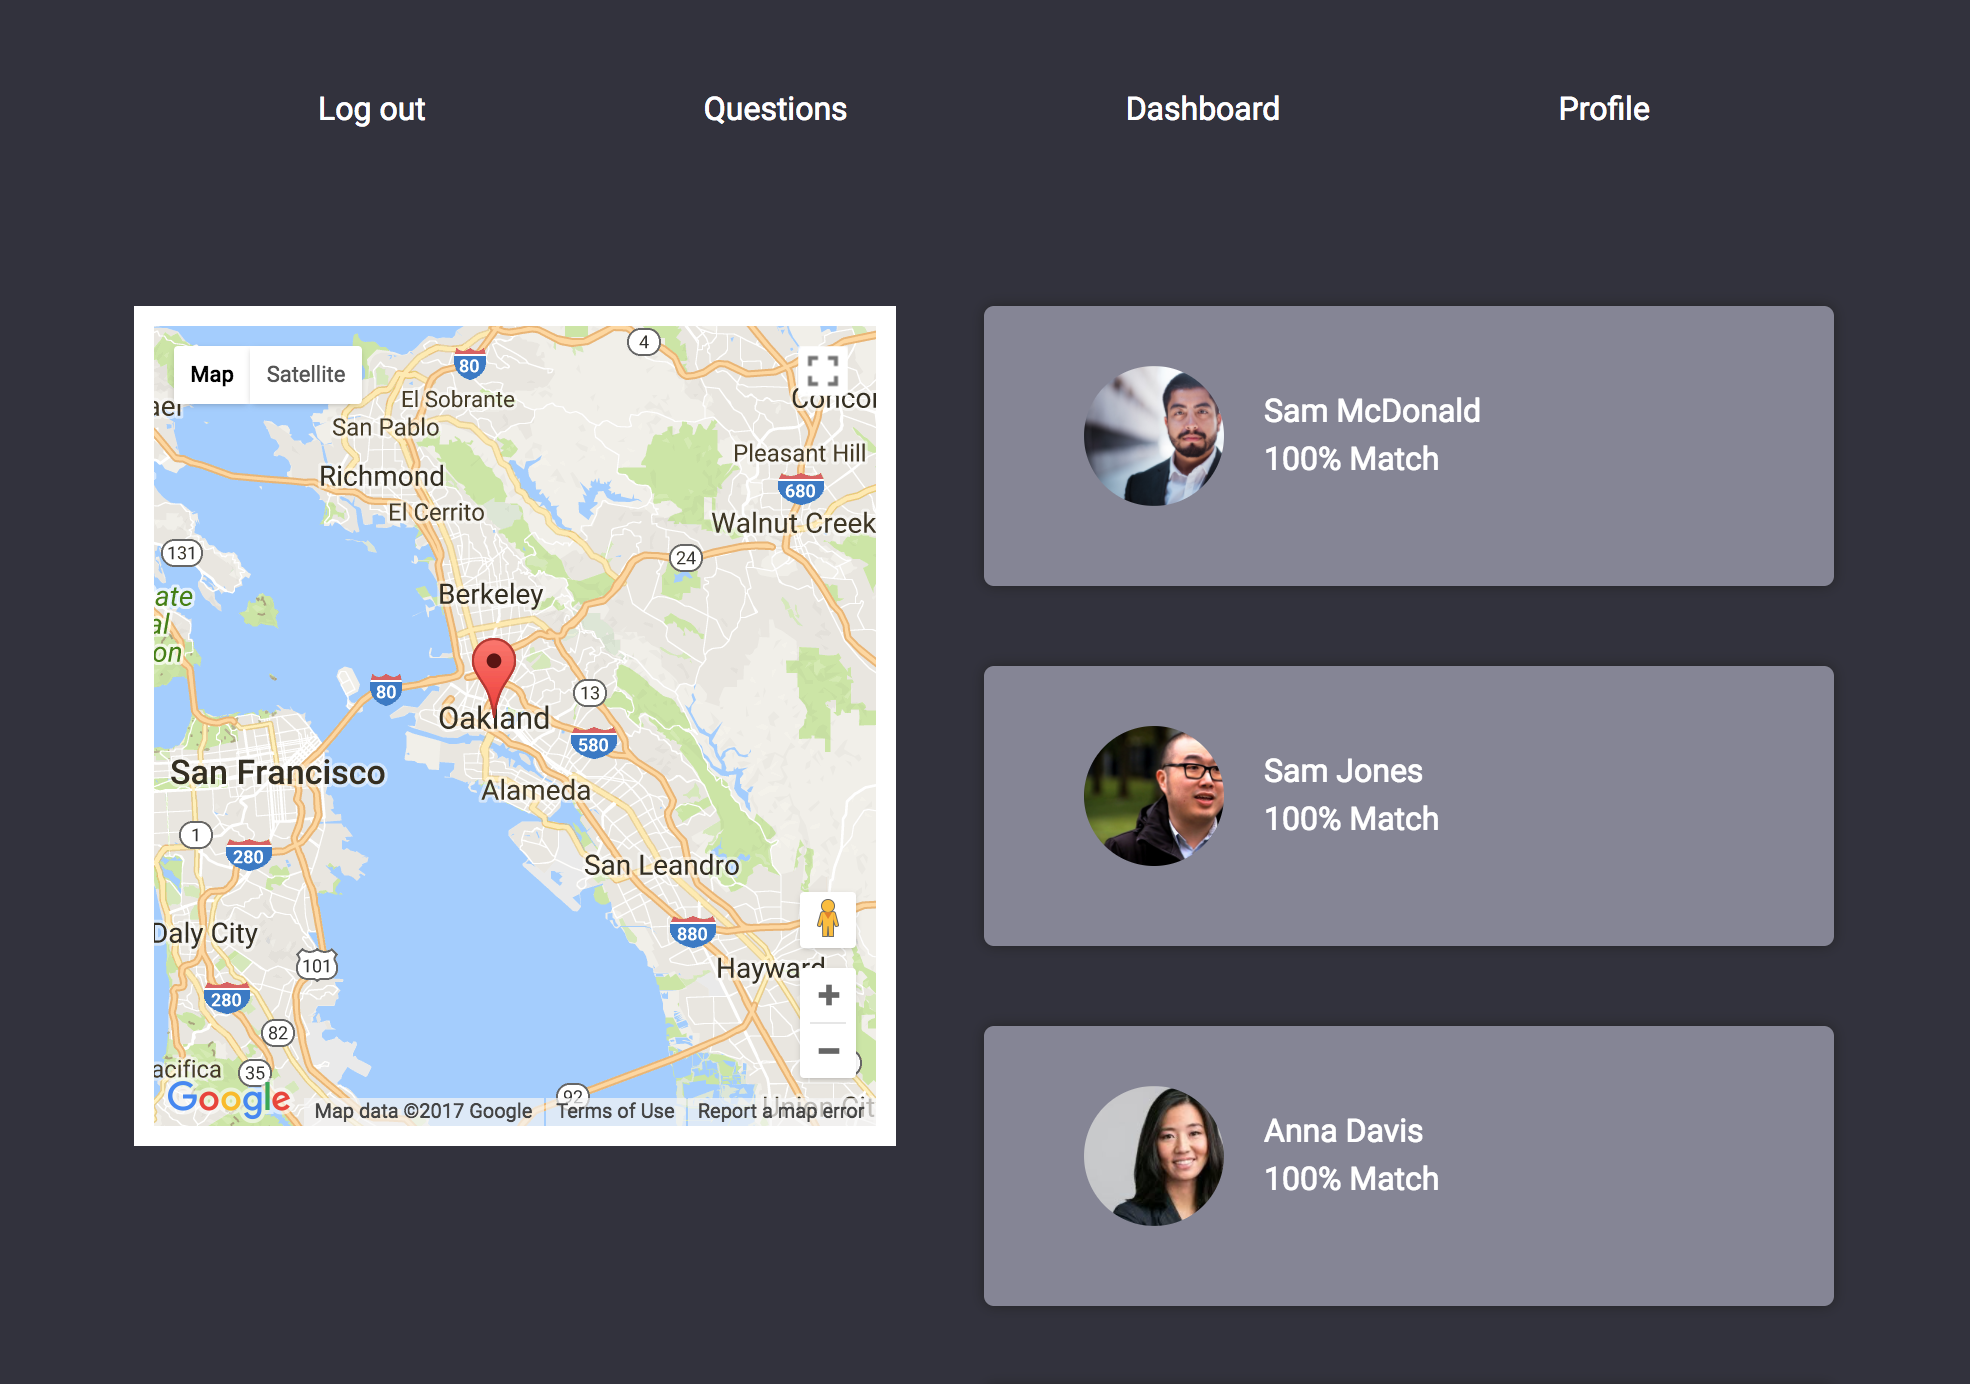 Log out
Questions
Dashboard
Profile
Map
Satellite
4
80
El Sobrante
San Pablo
Pleasant Hill
Richmond
680
El Cerrito
Walnut Creek
131
24
ate
al
on
Berkeley
80
13
Oakland
580
San Francisco
Alameda
1
280
San Leandro
Daly City
880
101
Hayward
280
82
acifica
35
92
Google
Map data ©2017 Google
Terms of Use
Report a map error
Sam McDonald
100% Match
Sam Jones
100% Match
Anna Davis
100% Match